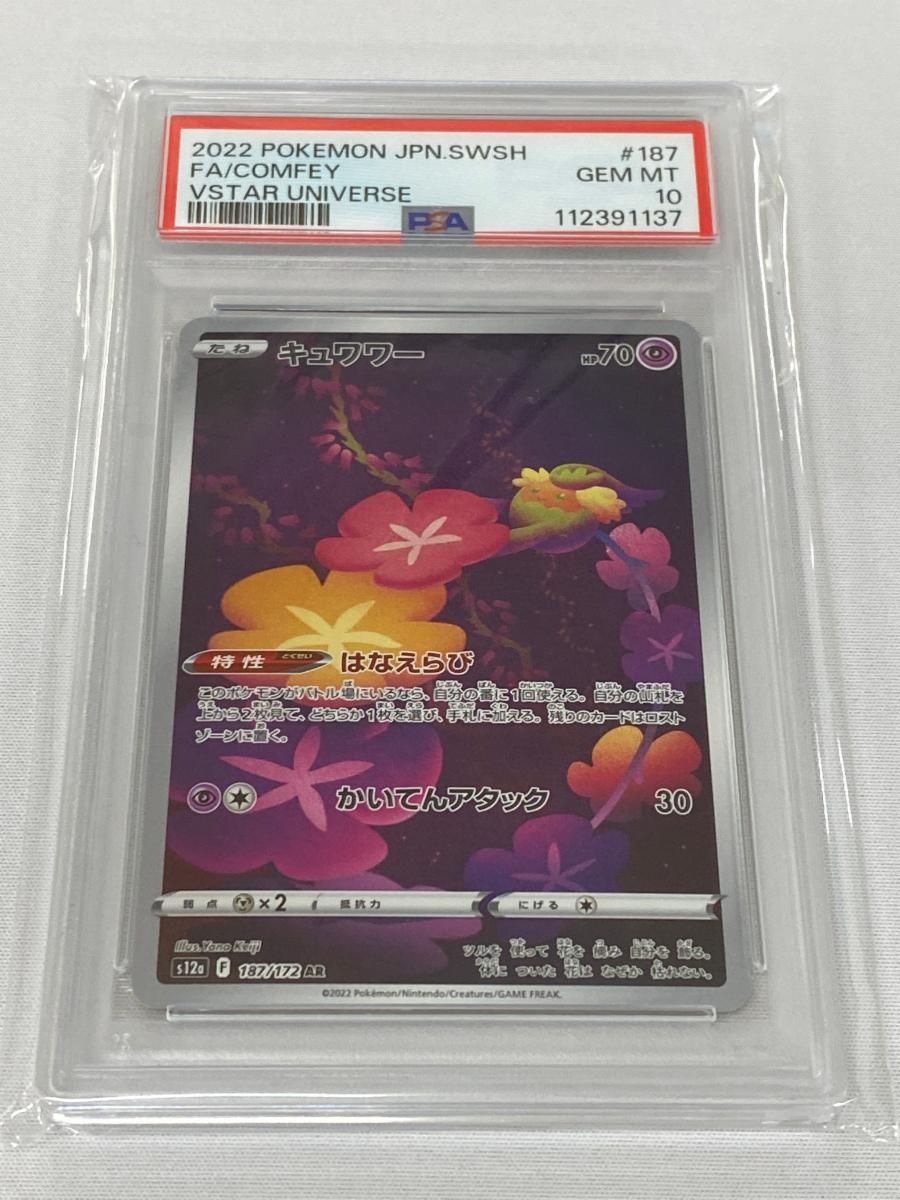 2022 POKEMON JPN.SWSH #187
FA/COMFEY GEM MT
VSTAR UNIVERSE 10
PSA 112391137
たね キュワワー HP70
特性 とくせい はなえらび
このポケモンがバトル場にいるなら、自分の番に1回使える。自分の山札を
上から2枚見て、どちらか1枚を選び、手札に加える。残りのカードはロスト
ゾーンに置く。
かいてんアタック 30
弱点 ×2 抵抗力 にげる
Illus. Yano Keiji
ツルを使って花を摘み自分を飾る。
体についた花はなぜか枯れない。
s12a F 187/172 AR
©2022 Pokémon/Nintendo/Creatures/GAME FREAK.